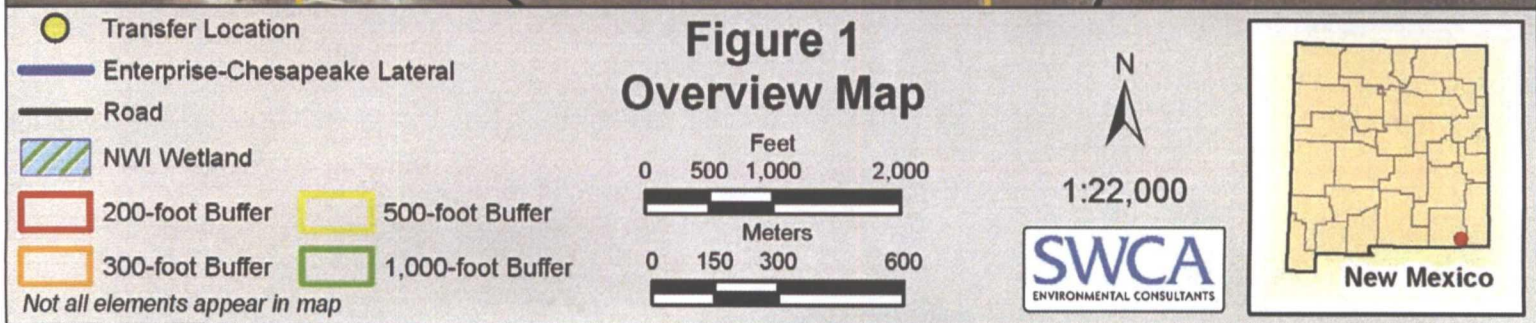 Transfer Location
Enterprise-Chesapeake Lateral
Road
NWI Wetland
200-foot Buffer
500-foot Buffer
300-foot Buffer
1,000-foot Buffer
Not all elements appear in map
Figure 1
Overview Map
Feet
0 500 1,000 2,000
Meters
0 150 300 600
N
1:22,000
SWCA
ENVIRONMENTAL CONSULTANTS
New Mexico